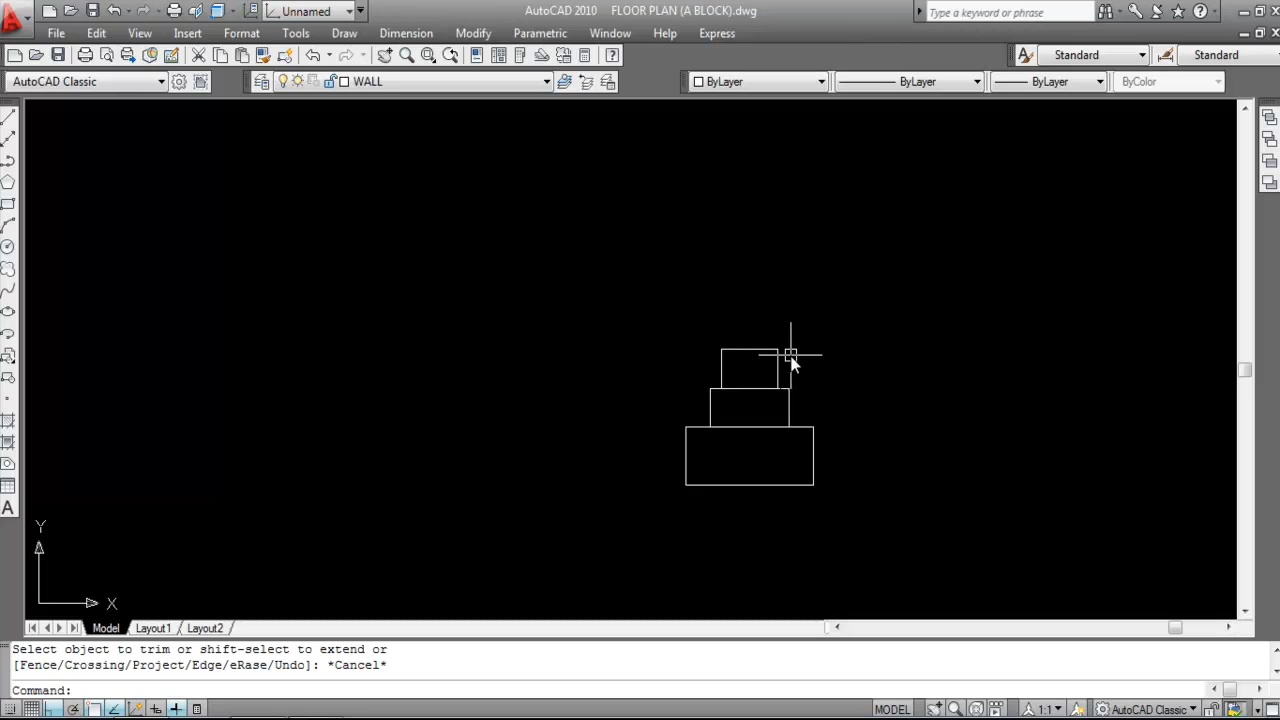 Unnamed
AutoCAD 2010 FLOOR PLAN (A BLOCK).dwg
Type a keyword or phrase
File Edit View Insert Format Tools Draw Dimension Modify Parametric Window Help Express
Standard Standard
AutoCAD Classic WALL ByLayer ByLayer ByLayer ByColor
Y
X
Model Layout1 Layout2
Select object to trim or shift-select to extend or
[Fence/Crossing/Project/Edge/eRase/Undo]: *Cancel*
Command:
MODEL 1:1 AutoCAD Classic